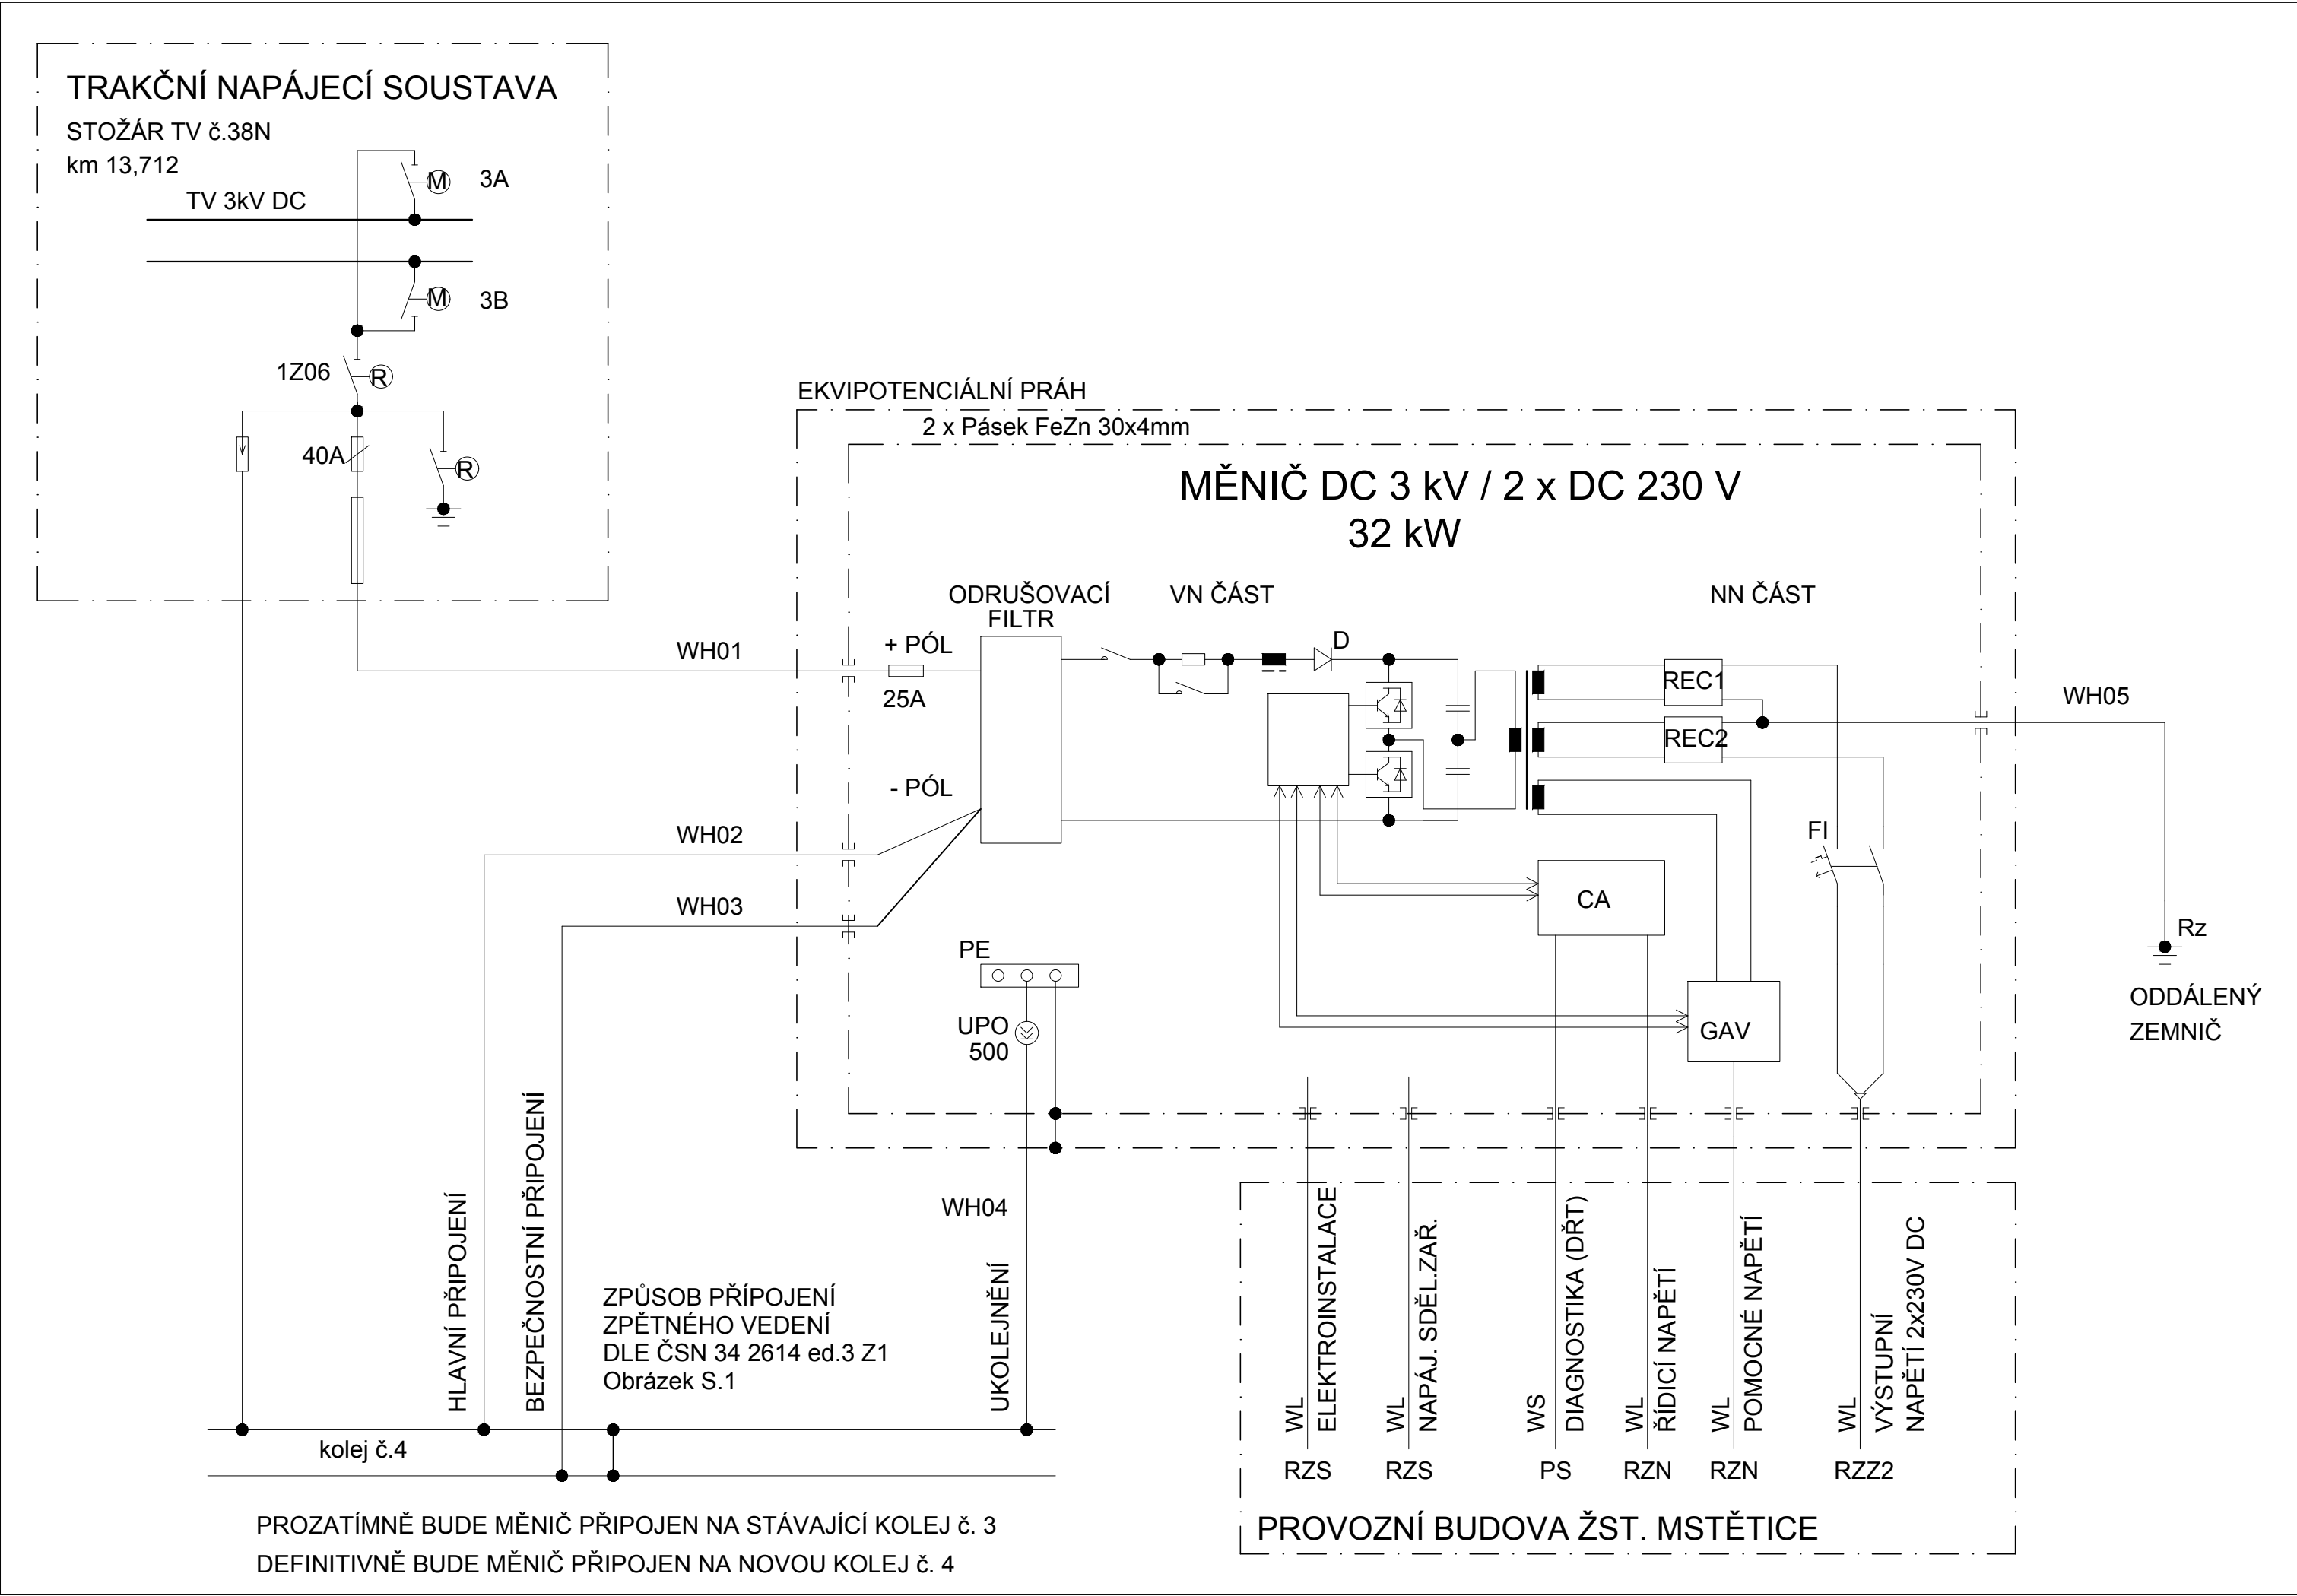 TRAKČNÍ NAPÁJECÍ SOUSTAVA
STOŽÁR TV č.38N
km 13,712
M
3A
TV 3kV DC
M
3B
1Z06
R
40A
R
EKVIPOTENCIÁLNÍ PRÁH
2 x Pásek FeZn 30x4mm
MĚNIČ DC 3 kV / 2 x DC 230 V
32 kW
ODRUŠOVACÍ
FILTR
VN ČÁST
NN ČÁST
WH01
+ PÓL
25A
D
REC1
REC2
WH05
- PÓL
WH02
WH03
FI
CA
PE
UPO
500
GAV
Rz
ODDÁLENÝ
ZEMNIČ
WH04
HLAVNÍ PŘIPOJENÍ
BEZPEČNOSTNÍ PŘIPOJENÍ
ZPŮSOB PŘÍPOJENÍ
ZPĚTNÉHO VEDENÍ
DLE ČSN 34 2614 ed.3 Z1
Obrázek S.1
UKOLEJNĚNÍ
kolej č.4
WL
ELEKTROINSTALACE
RZS
WL
NAPÁJ. SDĚL.ZAŘ.
RZS
WS
DIAGNOSTIKA (DŘT)
PS
WL
ŘÍDICÍ NAPĚTÍ
RZN
WL
POMOCNÉ NAPĚTÍ
RZN
WL
VÝSTUPNÍ
NAPĚTÍ 2x230V DC
RZZ2
PROVOZNÍ BUDOVA ŽST. MSTĚTICE
PROZATÍMNĚ BUDE MĚNIČ PŘIPOJEN NA STÁVAJÍCÍ KOLEJ č. 3
DEFINITIVNĚ BUDE MĚNIČ PŘIPOJEN NA NOVOU KOLEJ č. 4